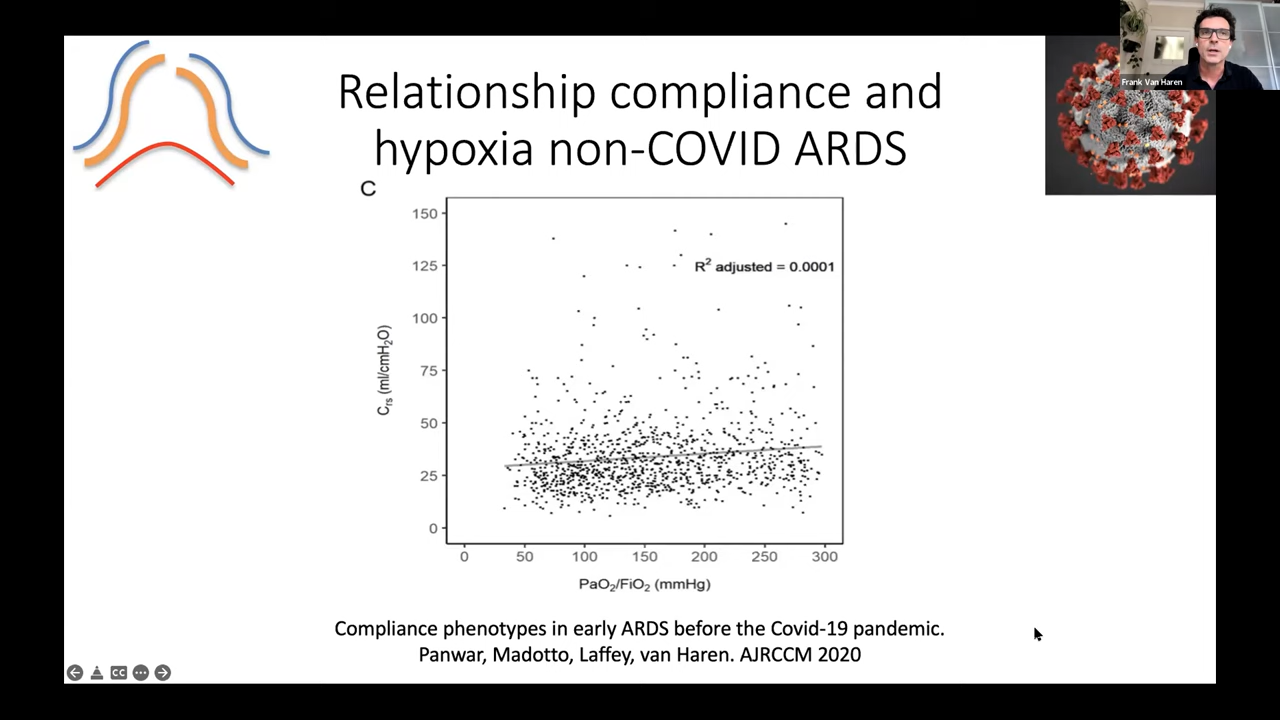 Frank Van Haren
Relationship compliance and
hypoxia non-COVID ARDS
C
150
125
100
75
50
25
0
R² adjusted = 0.0001
Crs (ml/cmH₂O)
0 50 100 150 200 250 300
PaO₂/FiO₂ (mmHg)
Compliance phenotypes in early ARDS before the Covid-19 pandemic.
Panwar, Madotto, Laffey, van Haren. AJRCCM 2020
CC